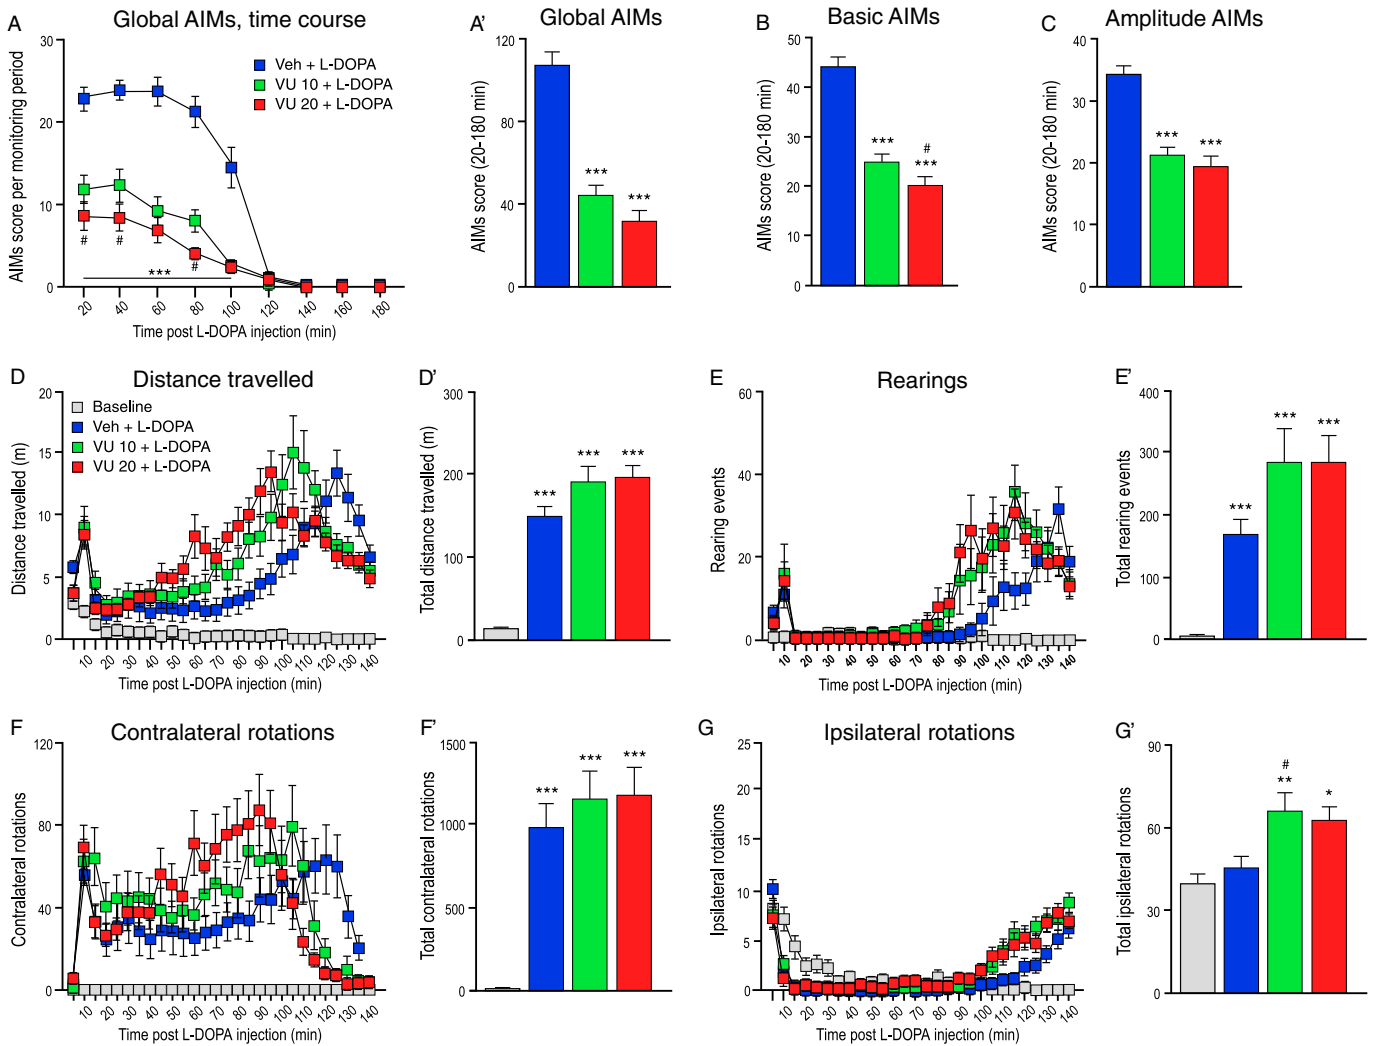 A Global AIMs, time course
AIMs score per monitoring period
30
20
10
0
Veh + L-DOPA
VU 10 + L-DOPA
VU 20 + L-DOPA
# # #
***
20 40 60 80 100 120 140 160 180
Time post L-DOPA injection (min)
A' Global AIMs
AIMs score (20-180 min)
120
80
40
0
*** ***
B Basic AIMs
AIMs score (20-180 min)
50
40
30
20
10
0
#
*** ***
C Amplitude AIMs
AIMs score (20-180 min)
40
30
20
10
0
*** ***
D Distance travelled
Distance travelled (m)
20
15
10
5
0
Baseline
Veh + L-DOPA
VU 10 + L-DOPA
VU 20 + L-DOPA
10 20 30 40 50 60 70 80 90 100 110 120 130 140
Time post L-DOPA injection (min)
D'
Total distance travelled (m)
300
200
100
0
*** *** ***
E Rearings
Rearing events
60
40
20
0
10 20 30 40 50 60 70 80 90 100 110 120 130 140
Time post L-DOPA injection (min)
E'
Total rearing events
400
300
200
100
0
*** *** ***
F Contralateral rotations
Contralateral rotations
120
80
40
0
10 20 30 40 50 60 70 80 90 100 110 120 130 140
Time post L-DOPA injection (min)
F'
Total contralateral rotations
1500
1000
500
0
*** *** ***
G Ipsilateral rotations
Ipsilateral rotations
25
20
15
10
5
0
10 20 30 40 50 60 70 80 90 100 110 120 130 140
Time post L-DOPA injection (min)
G'
Total ipsilateral rotations
90
60
30
0
#
** *